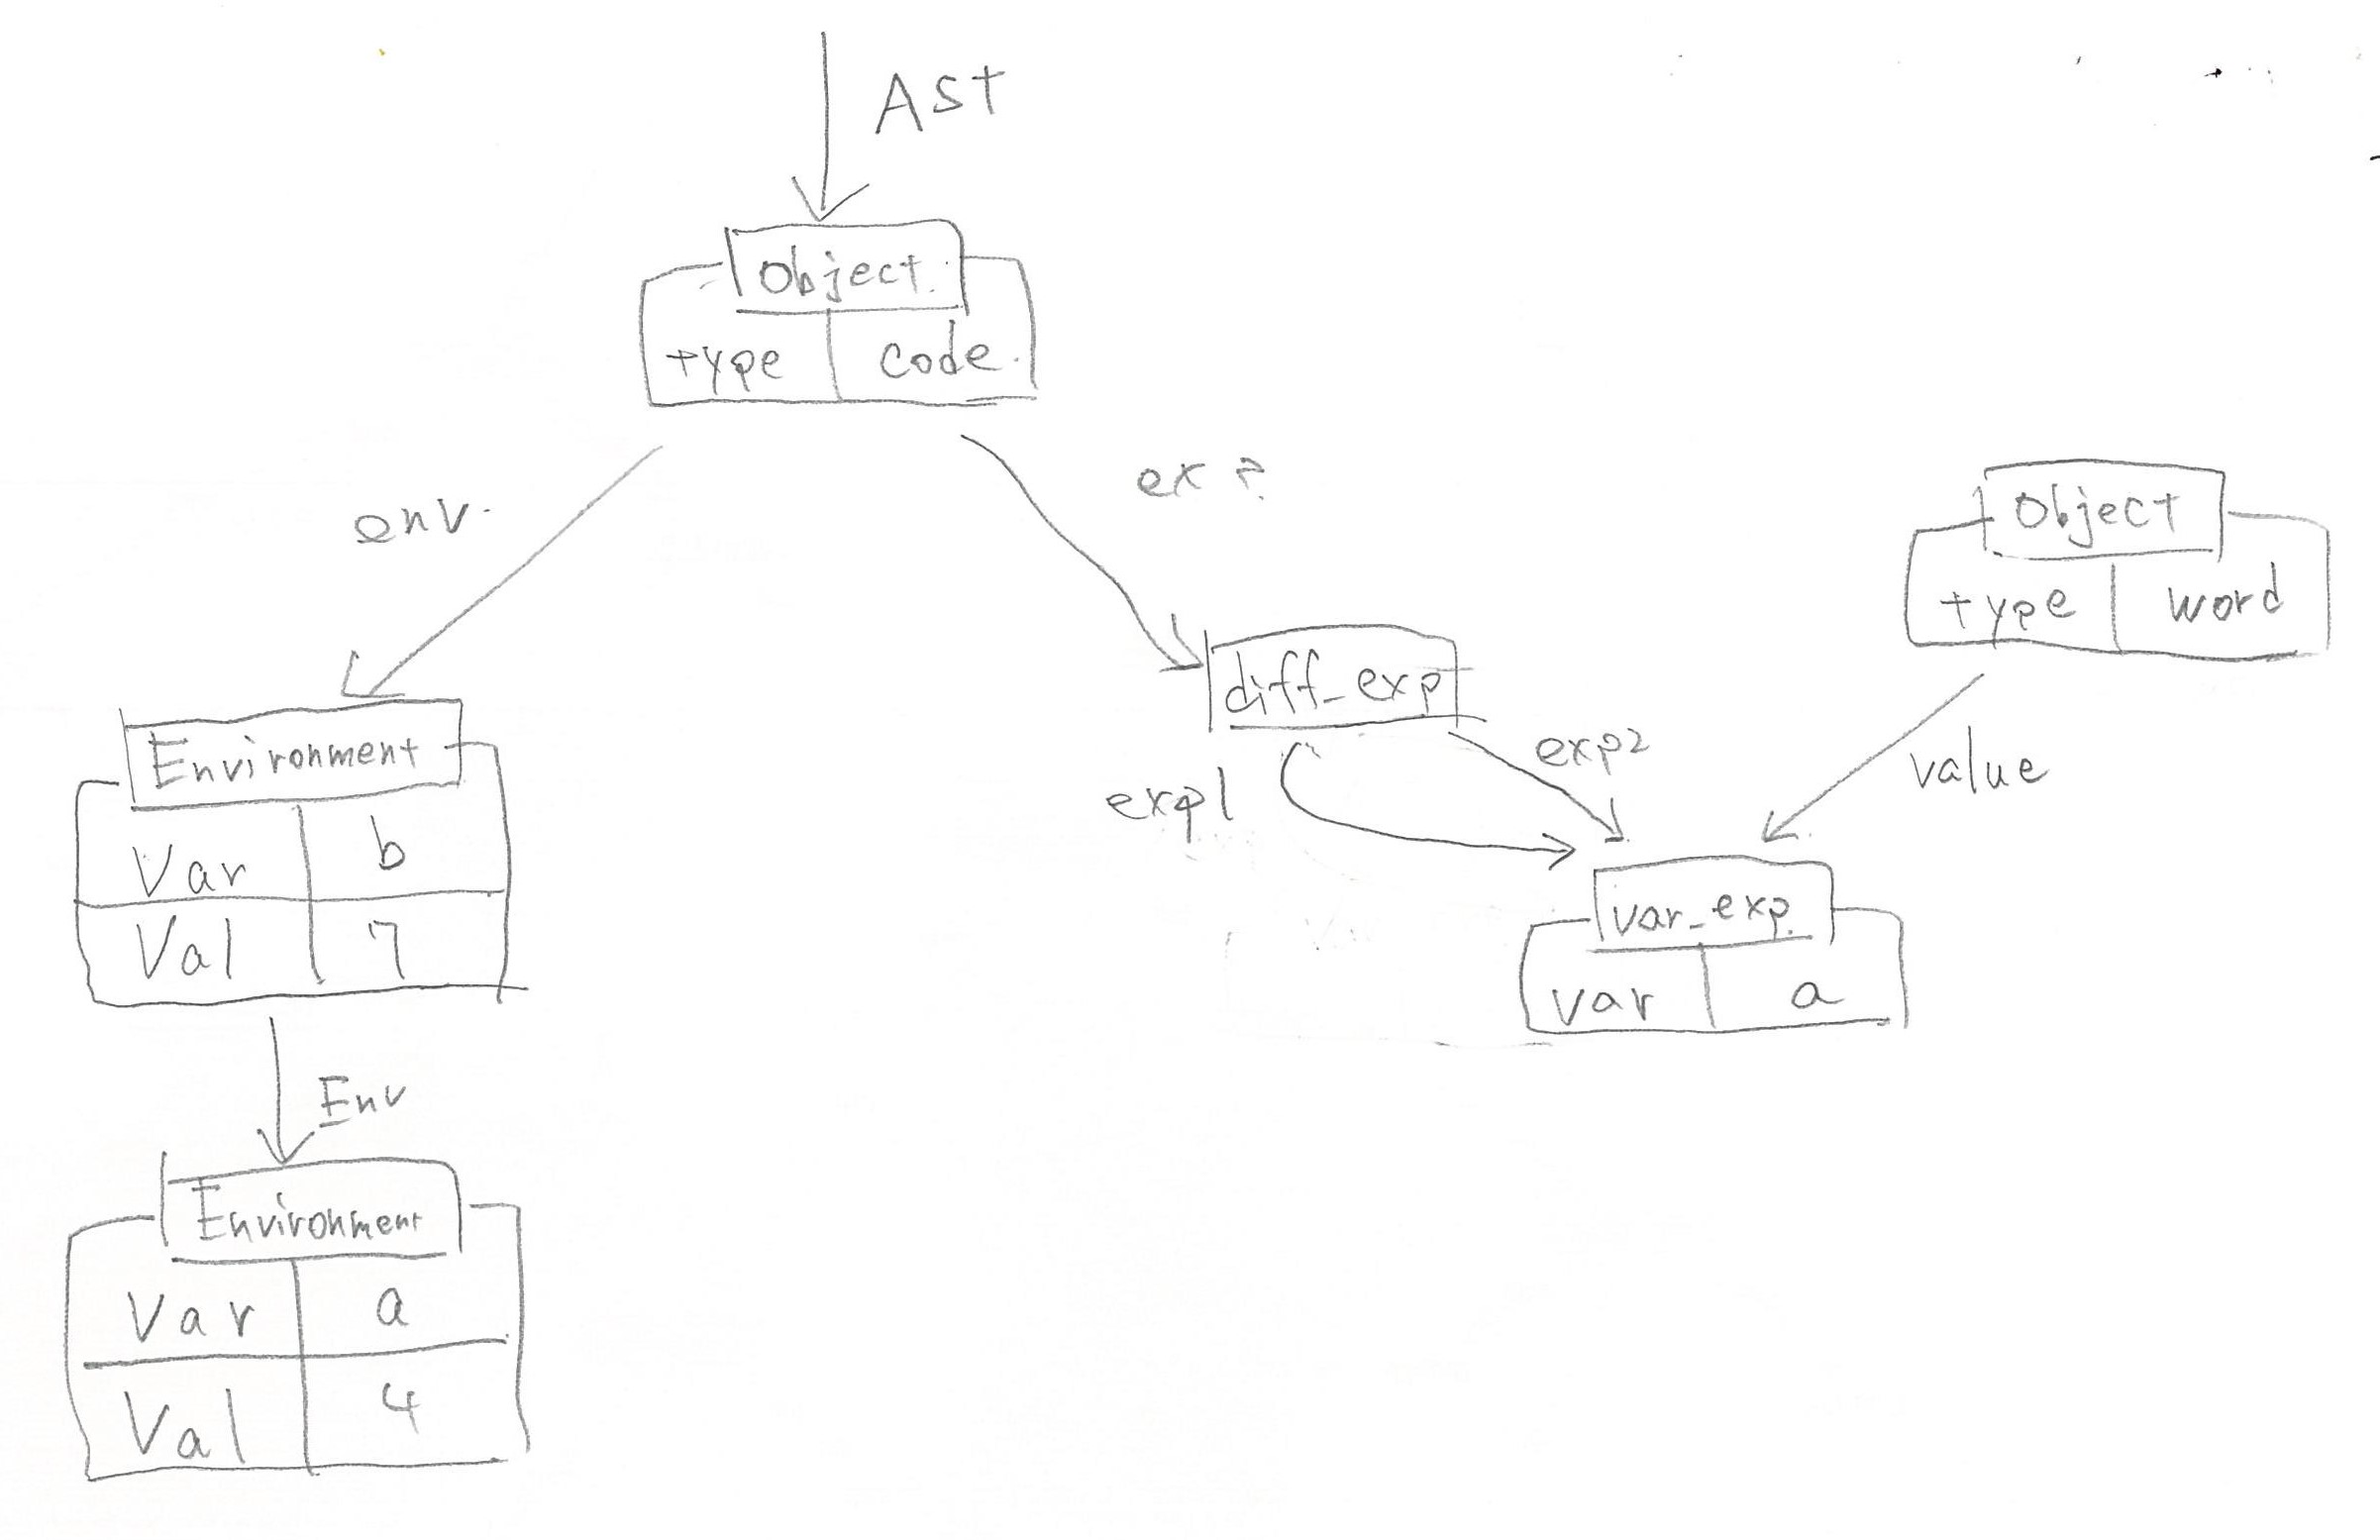 AST
Object
type code
env
exp
Object
type word
diff_exp
Environment
Var b
Val 7
exp1
exp2
value
var_exp
var a
Env
Environment
Var a
Val 4